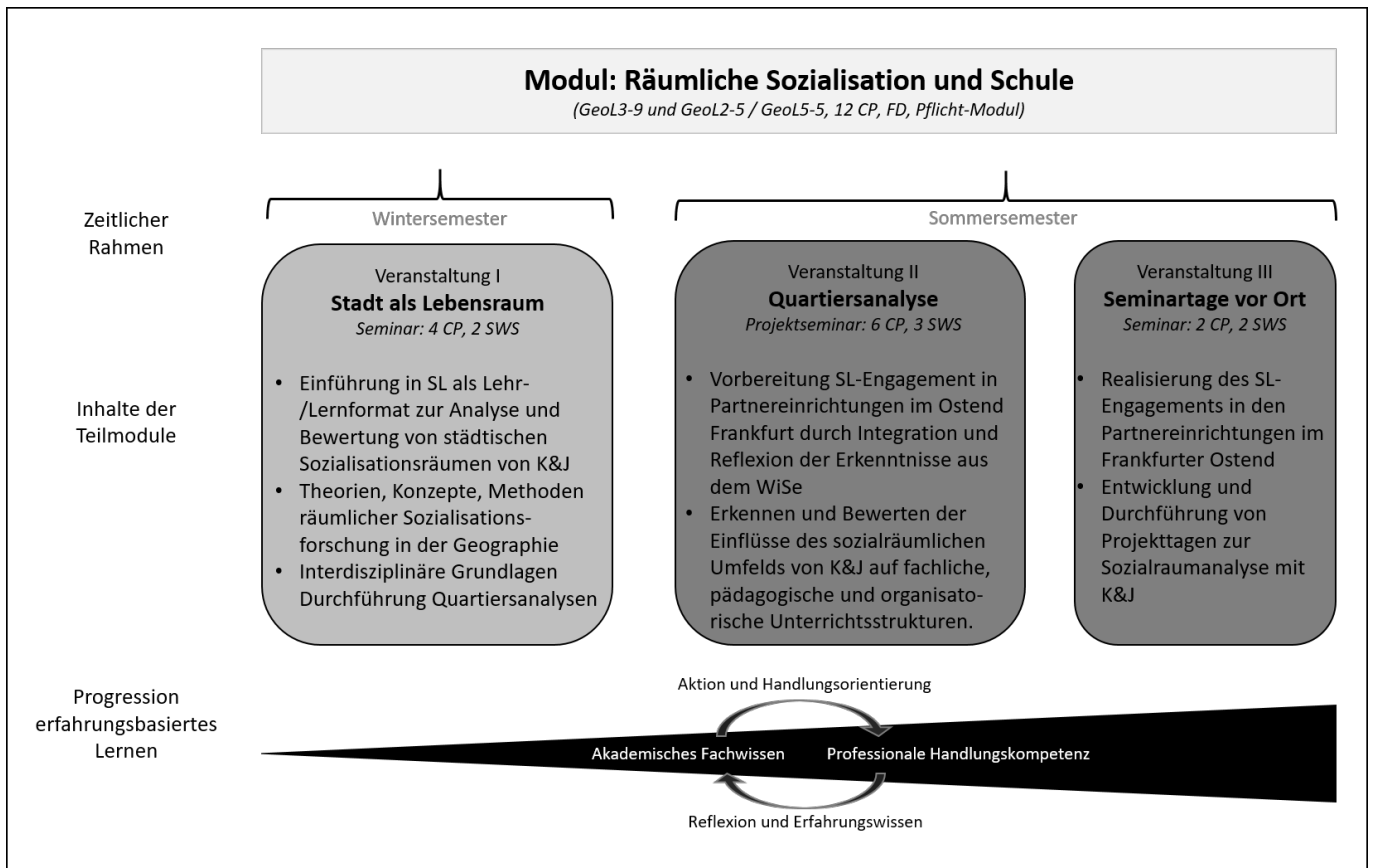 Modul: Räumliche Sozialisation und Schule
(GeoL3-9 und GeoL2-5 / GeoL5-5, 12 CP, FD, Pflicht-Modul)
Zeitlicher
Rahmen
Wintersemester
Sommersemester
Inhalte der
Teilmodule
Veranstaltung I
Stadt als Lebensraum
Seminar: 4 CP, 2 SWS
• Einführung in SL als Lehr-
/Lernformat zur Analyse und
Bewertung von städtischen
Sozialisationsräumen von K&J
• Theorien, Konzepte, Methoden
räumlicher Sozialisations-
forschung in der Geographie
• Interdisziplinäre Grundlagen
Durchführung Quartiersanalysen
Veranstaltung II
Quartiersanalyse
Projektseminar: 6 CP, 3 SWS
• Vorbereitung SL-Engagement in
Partnereinrichtungen im Ostend
Frankfurt durch Integration und
Reflexion der Erkenntnisse aus
dem WiSe
• Erkennen und Bewerten der
Einflüsse des sozialräumlichen
Umfelds von K&J auf fachliche,
pädagogische und organisato-
rische Unterrichtsstrukturen.
Veranstaltung III
Seminartage vor Ort
Seminar: 2 CP, 2 SWS
• Realisierung des SL-
Engagements in den
Partnereinrichtungen im
Frankfurter Ostend
• Entwicklung und
Durchführung von
Projekttagen zur
Sozialraumanalyse mit
K&J
Progression
erfahrungsbasiertes
Lernen
Aktion und Handlungsorientierung
Akademisches Fachwissen
Professionale Handlungskompetenz
Reflexion und Erfahrungswissen